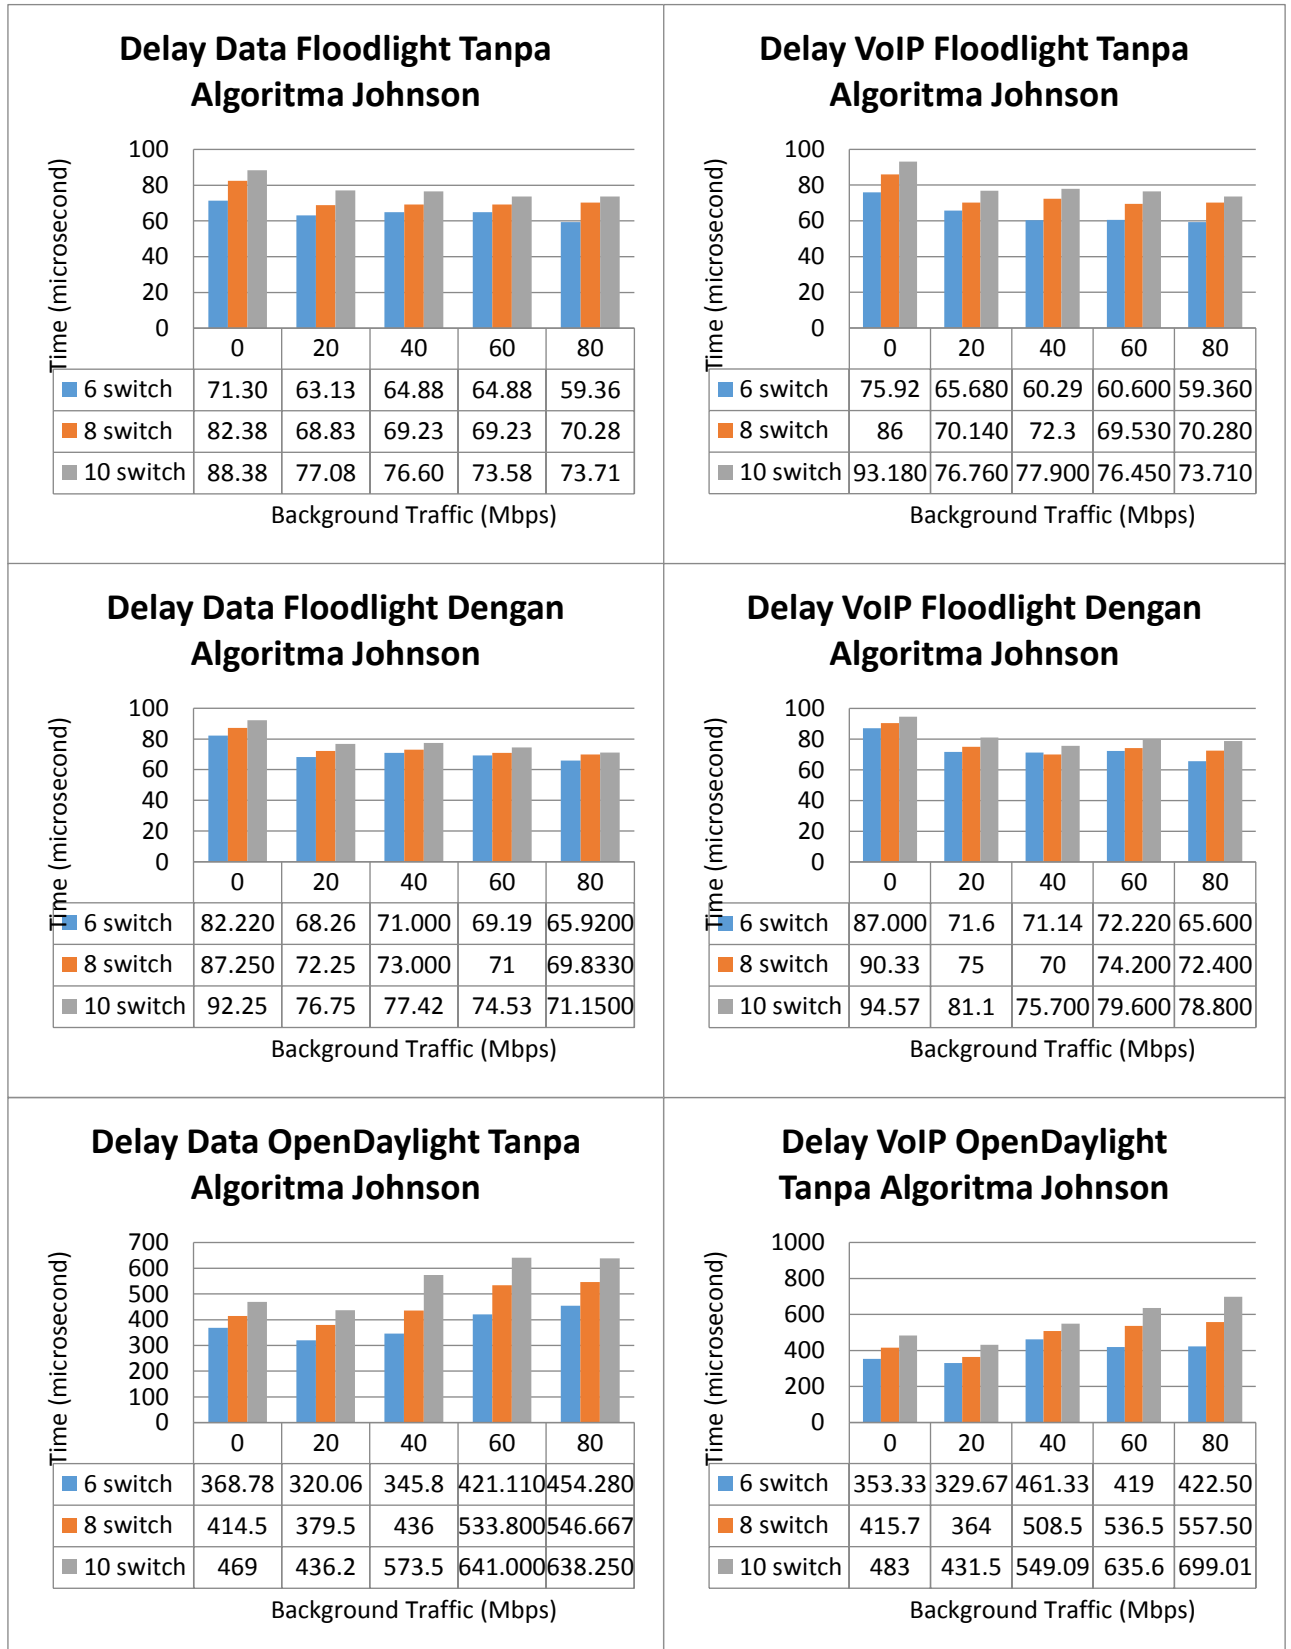 Delay Data Floodlight Tanpa
Algoritma Johnson
Time (microsecond)
100
80
60
40
20
0
0 20 40 60 80
6 switch 71.30 63.13 64.88 64.88 59.36
8 switch 82.38 68.83 69.23 69.23 70.28
10 switch 88.38 77.08 76.60 73.58 73.71
Background Traffic (Mbps)
Delay VoIP Floodlight Tanpa
Algoritma Johnson
Time (microsecond)
100
80
60
40
20
0
0 20 40 60 80
6 switch 75.92 65.680 60.29 60.600 59.360
8 switch 86 70.140 72.3 69.530 70.280
10 switch 93.180 76.760 77.900 76.450 73.710
Background Traffic (Mbps)
Delay Data Floodlight Dengan
Algoritma Johnson
Time (microsecond)
100
80
60
40
20
0
0 20 40 60 80
6 switch 82.220 68.26 71.000 69.19 65.9200
8 switch 87.250 72.25 73.000 71 69.8330
10 switch 92.25 76.75 77.42 74.53 71.1500
Background Traffic (Mbps)
Delay VoIP Floodlight Dengan
Algoritma Johnson
Time (microsecond)
100
80
60
40
20
0
0 20 40 60 80
6 switch 87.000 71.6 71.14 72.220 65.600
8 switch 90.33 75 70 74.200 72.400
10 switch 94.57 81.1 75.700 79.600 78.800
Background Traffic (Mbps)
Delay Data OpenDaylight Tanpa
Algoritma Johnson
Time (microsecond)
700
600
500
400
300
200
100
0
0 20 40 60 80
6 switch 368.78 320.06 345.8 421.110 454.280
8 switch 414.5 379.5 436 533.800 546.667
10 switch 469 436.2 573.5 641.000 638.250
Background Traffic (Mbps)
Delay VoIP OpenDaylight
Tanpa Algoritma Johnson
Time (microsecond)
1000
800
600
400
200
0
0 20 40 60 80
6 switch 353.33 329.67 461.33 419 422.50
8 switch 415.7 364 508.5 536.5 557.50
10 switch 483 431.5 549.09 635.6 699.01
Background Traffic (Mbps)